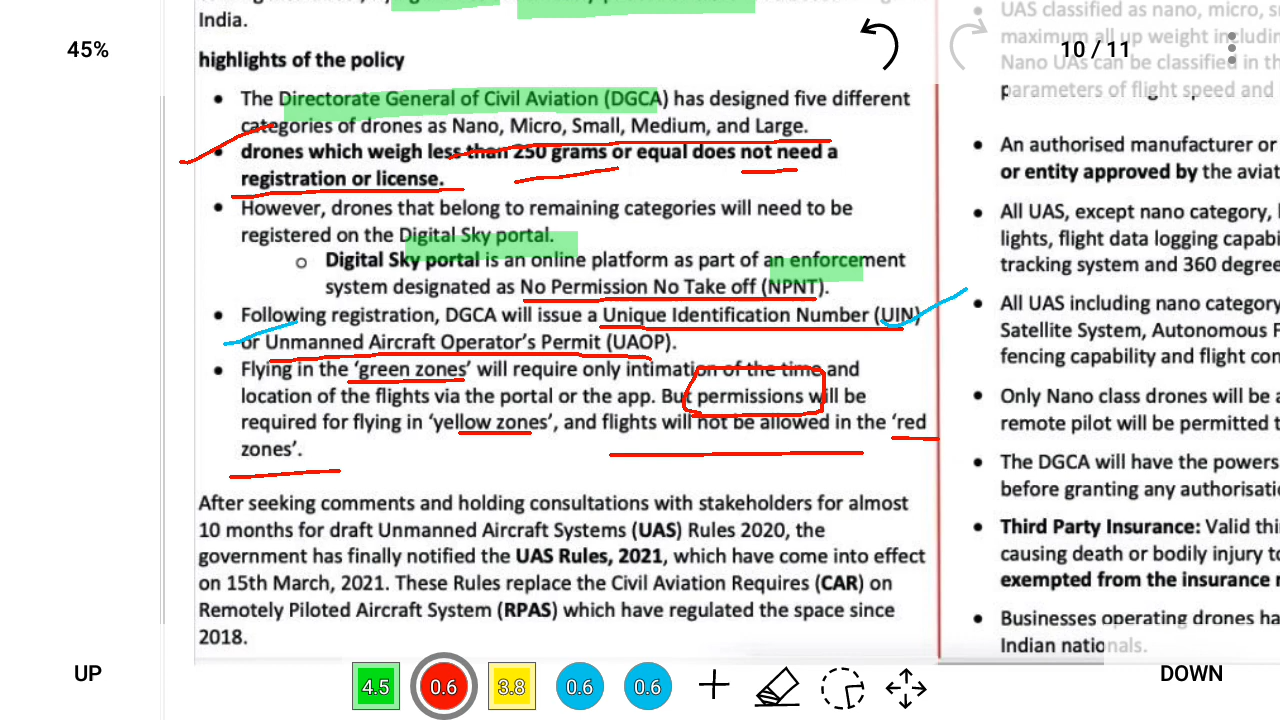 India.
45%
10 / 11
highlights of the policy
• The Directorate General of Civil Aviation (DGCA) has designed five different
categories of drones as Nano, Micro, Small, Medium, and Large.
• drones which weigh less than 250 grams or equal does not need a
registration or license.
• However, drones that belong to remaining categories will need to be
registered on the Digital Sky portal.
o Digital Sky portal is an online platform as part of an enforcement
system designated as No Permission No Take off (NPNT).
• Following registration, DGCA will issue a Unique Identification Number (UIN)
or Unmanned Aircraft Operator's Permit (UAOP).
• Flying in the 'green zones' will require only intimation of the time and
location of the flights via the portal or the app. But permissions will be
required for flying in 'yellow zones', and flights will not be allowed in the 'red
zones'.
After seeking comments and holding consultations with stakeholders for almost
10 months for draft Unmanned Aircraft Systems (UAS) Rules 2020, the
government has finally notified the UAS Rules, 2021, which have come into effect
on 15th March, 2021. These Rules replace the Civil Aviation Requires (CAR) on
Remotely Piloted Aircraft System (RPAS) which have regulated the space since
2018.
• UAS classified as nano, micro,
maximum all up weight including
Nano UAs can be classified in
parameters of flight speed and
• An authorised manufacturer or
or entity approved by the
• All UAS, except nano category,
lights, flight data logging
tracking system and 360
• All UAS including nano category
Satellite System, Autonomous
fencing capability and flight
• Only Nano class drones will be
remote pilot will be permitted
• The DGCA will have the powers
before granting any
• Third Party Insurance: Valid
causing death or bodily injury
exempted from the insurance
• Businesses operating drones
Indian nationals.
UP
4.5
0.6
3.8
0.6
0.6
DOWN